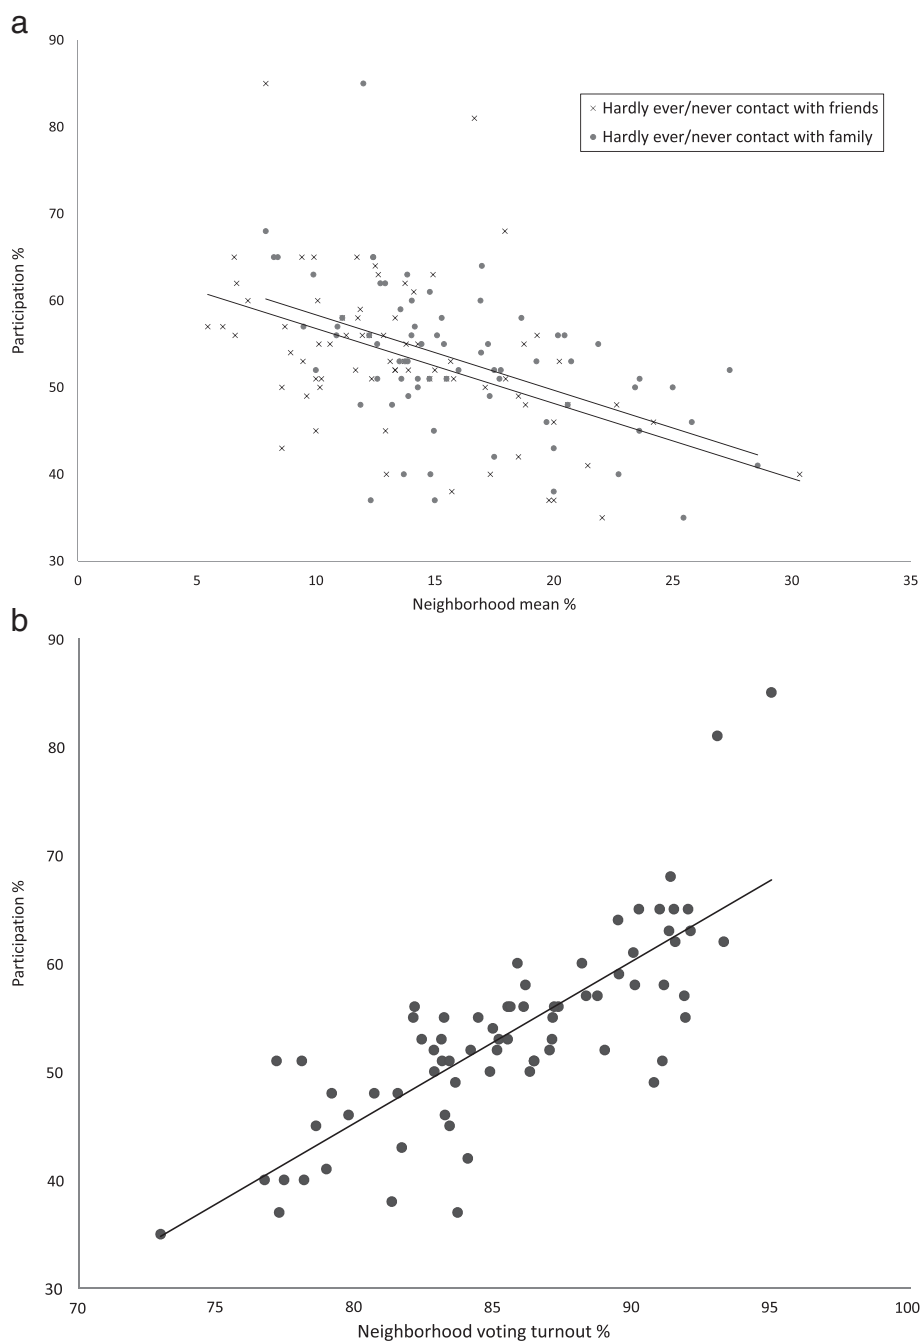 a
90
80
70
60
50
40
30
Participation %
× Hardly ever/never contact with friends
● Hardly ever/never contact with family
0 5 10 15 20 25 30 35
Neighborhood mean %
b
90
80
70
60
50
40
30
Participation %
70 75 80 85 90 95 100
Neighborhood voting turnout %